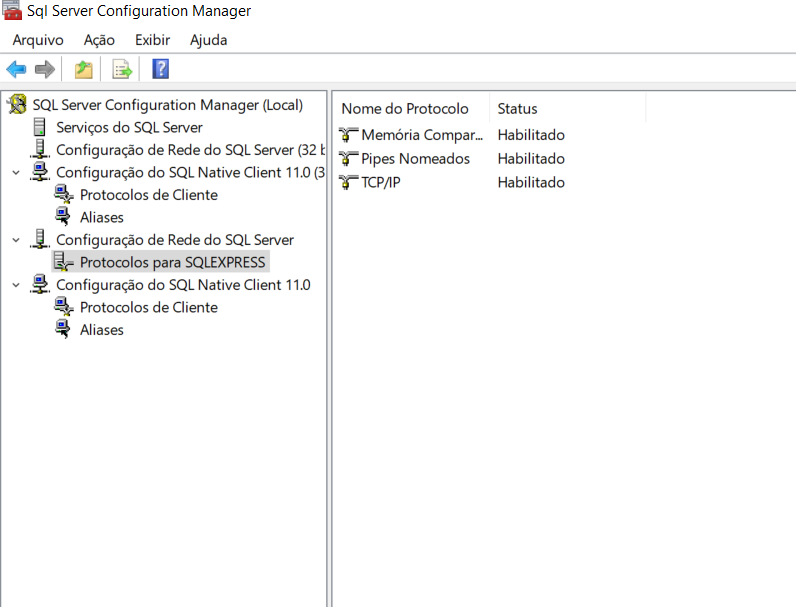 Sql Server Configuration Manager
Arquivo Ação Exibir Ajuda
SQL Server Configuration Manager (Local)
Serviços do SQL Server
Configuração de Rede do SQL Server (32 b
Configuração do SQL Native Client 11.0 (3
Protocolos de Cliente
Aliases
Configuração de Rede do SQL Server
Protocolos para SQLEXPRESS
Configuração do SQL Native Client 11.0
Protocolos de Cliente
Aliases
Nome do Protocolo Status
Memória Compar... Habilitado
Pipes Nomeados Habilitado
TCP/IP Habilitado